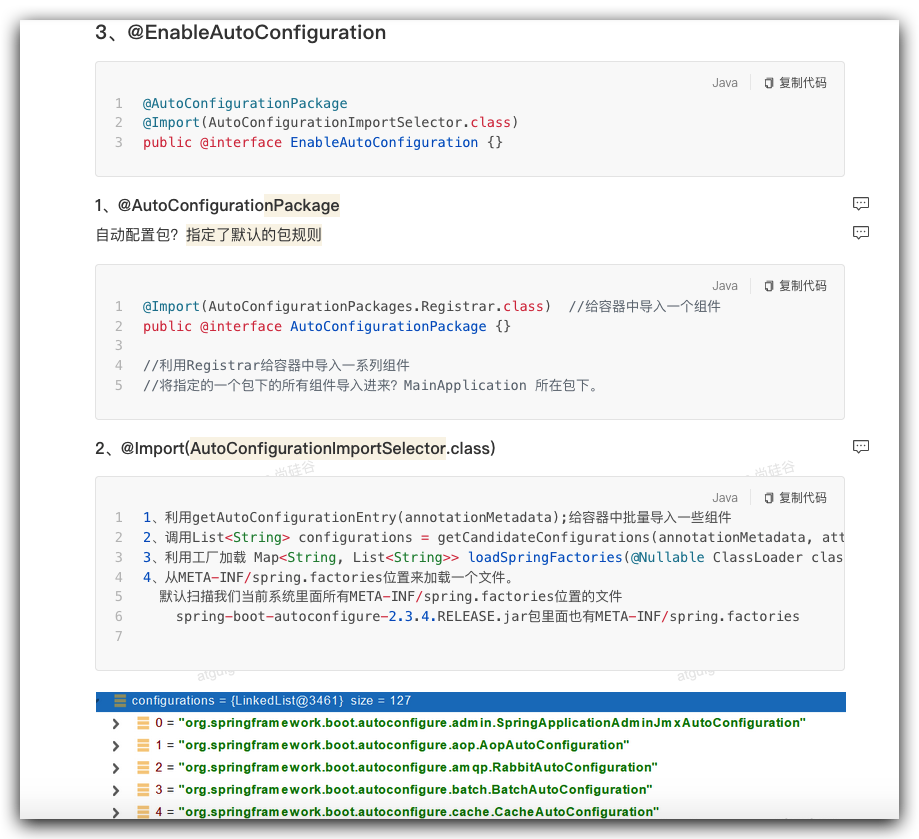 3、@EnableAutoConfiguration
Java 复制代码
1 @AutoConfigurationPackage
2 @Import(AutoConfigurationImportSelector.class)
3 public @interface EnableAutoConfiguration {}
1、@AutoConfigurationPackage
自动配置包？指定了默认的包规则
Java 复制代码
1 @Import(AutoConfigurationPackages.Registrar.class) //给容器中导入一个组件
2 public @interface AutoConfigurationPackage {}
3
4 //利用Registrar给容器中导入一系列组件
5 //将指定的一个包下的所有组件导入进来？MainApplication 所在包下。
2、@Import(AutoConfigurationImportSelector.class)
尚硅谷 尚硅谷
Java 复制代码
1 1、利用getAutoConfigurationEntry(annotationMetadata);给容器中批量导入一些组件
2 2、调用List<String> configurations = getCandidateConfigurations(annotationMetadata, att
3 3、利用工厂加载 Map<String, List<String>> loadSpringFactories(@Nullable ClassLoader clas
4 4、从META-INF/spring.factories位置来加载一个文件。
5 默认扫描我们当前系统里面所有META-INF/spring.factories位置的文件
6 spring-boot-autoconfigure-2.3.4.RELEASE.jar包里面也有META-INF/spring.factories
7
configurations = {LinkedList@3461} size = 127
0 = "org.springframework.boot.autoconfigure.admin.SpringApplicationAdminJmxAutoConfiguration"
1 = "org.springframework.boot.autoconfigure.aop.AopAutoConfiguration"
2 = "org.springframework.boot.autoconfigure.amqp.RabbitAutoConfiguration"
3 = "org.springframework.boot.autoconfigure.batch.BatchAutoConfiguration"
4 = "org.springframework.boot.autoconfigure.cache.CacheAutoConfiguration"